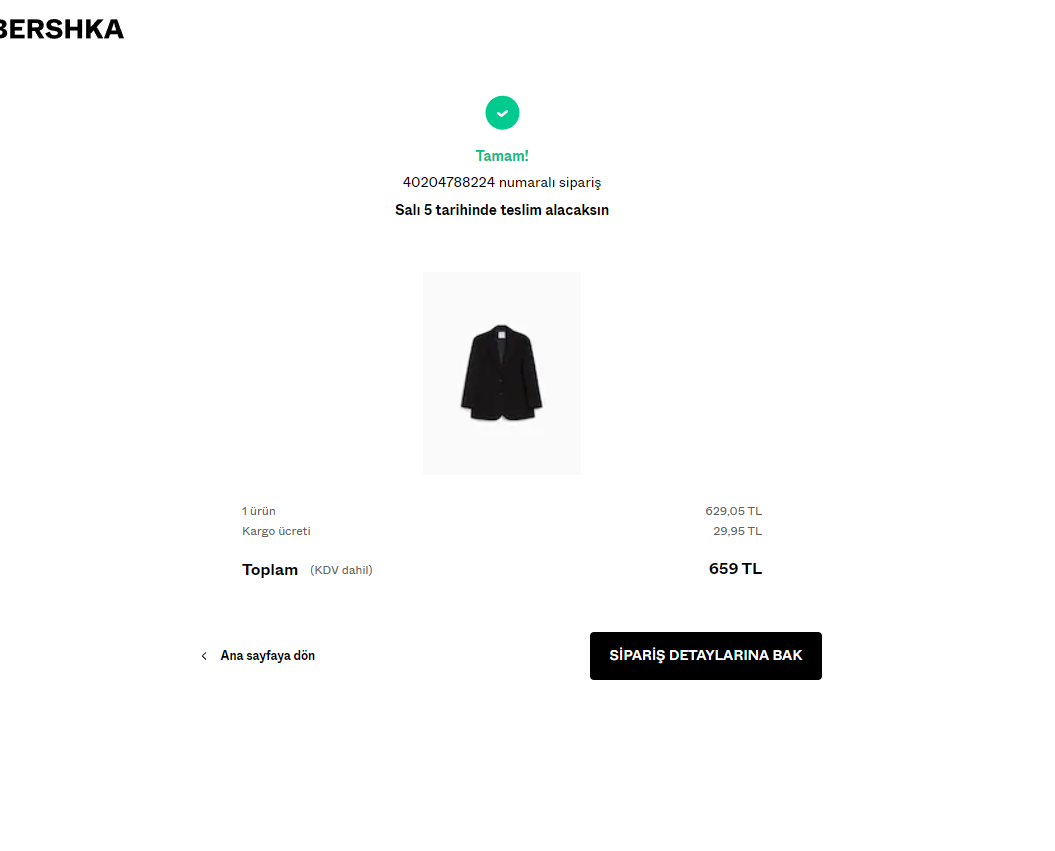 BERSHKA
Tamam!
40204788224 numaralı sipariş
Salı 5 tarihinde teslim alacaksın
1 ürün 629,05 TL
Kargo ücreti 29,95 TL
Toplam (KDV dahil) 659 TL
Ana sayfaya dön
SİPARİŞ DETAYLARINA BAK